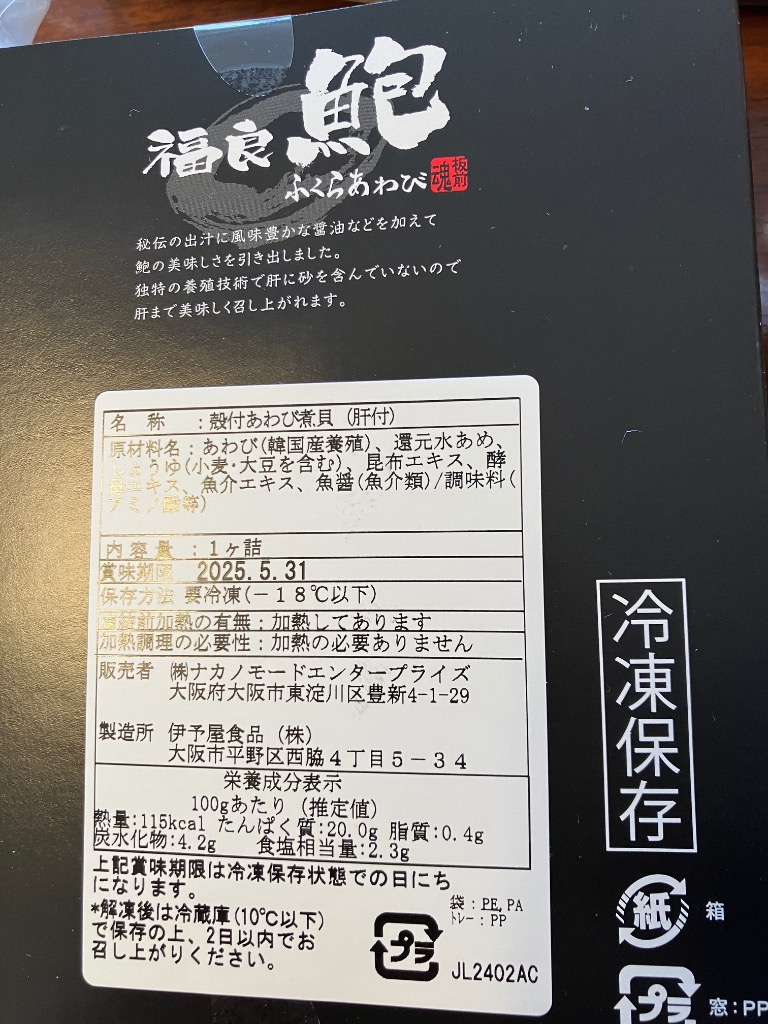 福良鮑
ふくらあわび
板前魂
秘伝の出汁に風味豊かな醤油などを加えて
鮑の美味しさを引き出しました。
独特の養殖技術で肝に砂を含んでいないので
肝まで美味しく召し上がれます。
名称：殻付あわび煮貝（肝付）
原材料名：あわび(韓国産養殖)、還元水あめ、
しょうゆ(小麦・大豆を含む)、昆布エキス、酵
母エキス、魚介エキス、魚醤(魚介類)/調味料(
アミノ酸等)
内容量：1ヶ詰
賞味期限 2025.5.31
保存方法 要冷凍(－18℃以下)
凍結前加熱の有無：加熱してあります
加熱調理の必要性：加熱の必要ありません
販売者 ㈱ナカノモードエンタープライズ
大阪府大阪市東淀川区豊新4-1-29
製造所 伊予屋食品（株）
大阪市平野区西脇4丁目5－34
栄養成分表示
100gあたり（推定値）
熱量:115kcal たんぱく質:20.0g 脂質:0.4g
炭水化物:4.2g 食塩相当量:2.3g
上記賞味期限は冷凍保存状態での日にち
になります。
*解凍後は冷蔵庫(10℃以下)
で保存の上、2日以内でお
召し上がりください。
袋：PE,PA
トレー：PP
プラ
JL2402AC
冷凍保存
紙 箱
プラ 窓:PP